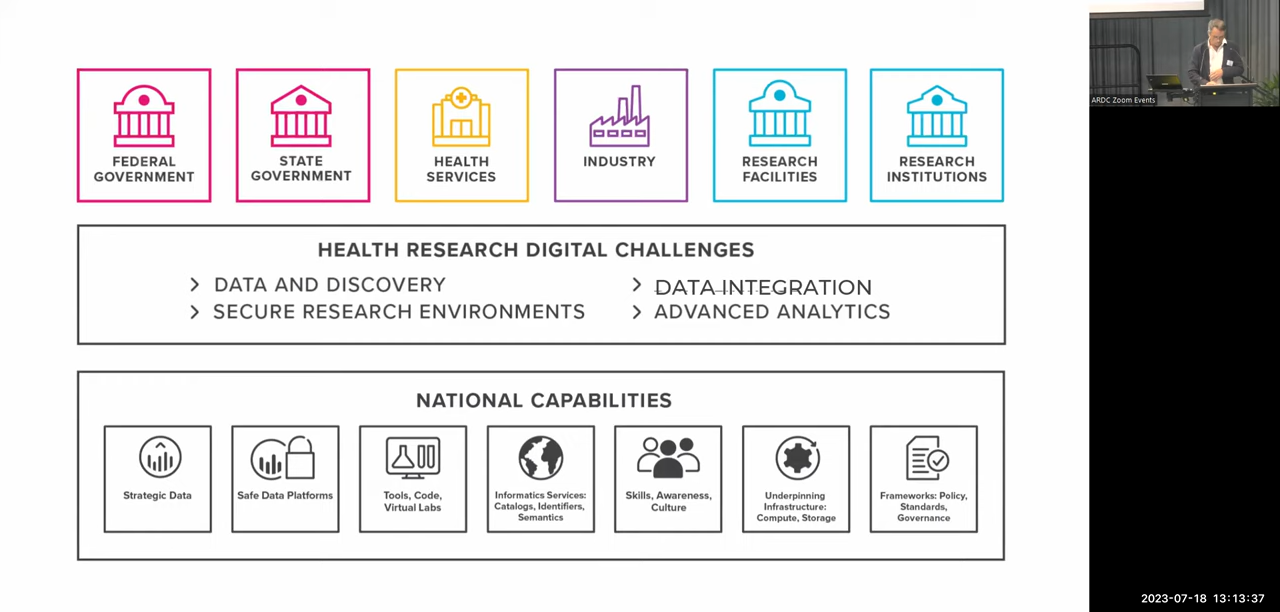 FEDERAL
GOVERNMENT
STATE
GOVERNMENT
HEALTH
SERVICES
INDUSTRY
RESEARCH
FACILITIES
RESEARCH
INSTITUTIONS
HEALTH RESEARCH DIGITAL CHALLENGES
> DATA AND DISCOVERY
> SECURE RESEARCH ENVIRONMENTS
> DATA INTEGRATION
> ADVANCED ANALYTICS
NATIONAL CAPABILITIES
Strategic Data
Safe Data Platforms
Tools, Code,
Virtual Labs
Informatics Services:
Catalogs, Identifiers,
Semantics
Skills, Awareness,
Culture
Underpinning
Infrastructure:
Compute, Storage
Frameworks: Policy,
Standards,
Governance
ARDC Zoom Events
2023-07-18 13:13:37